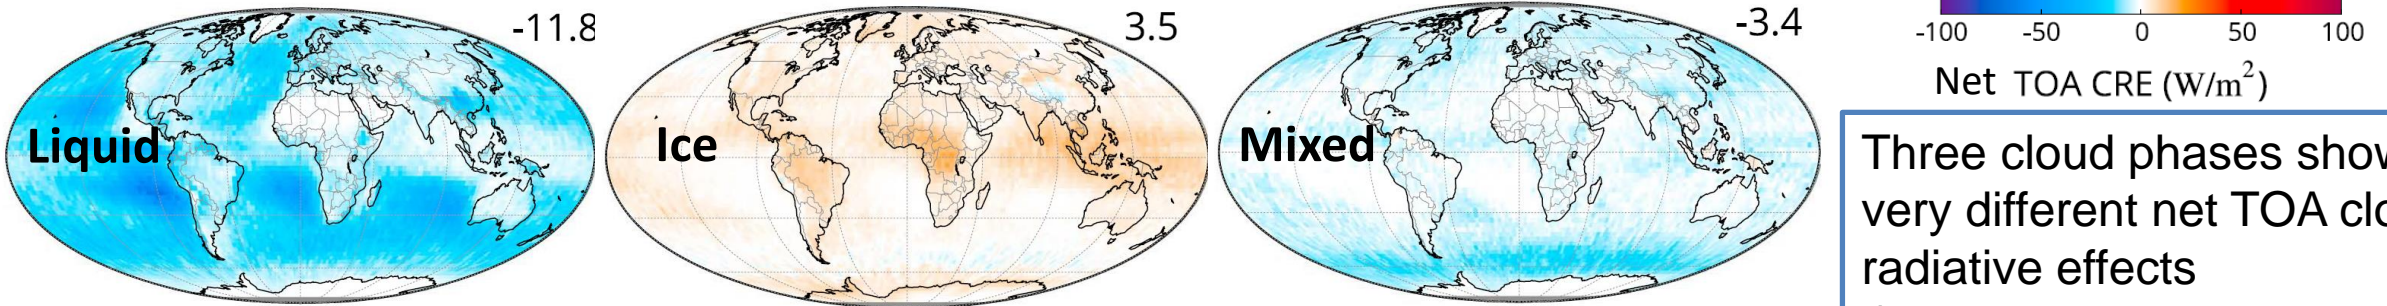 -11.8
Liquid
3.5
Ice
-3.4
Mixed
-100 -50 0 50 100
Net TOA CRE (W/m²)
Three cloud phases show
very different net TOA clo
radiative effects